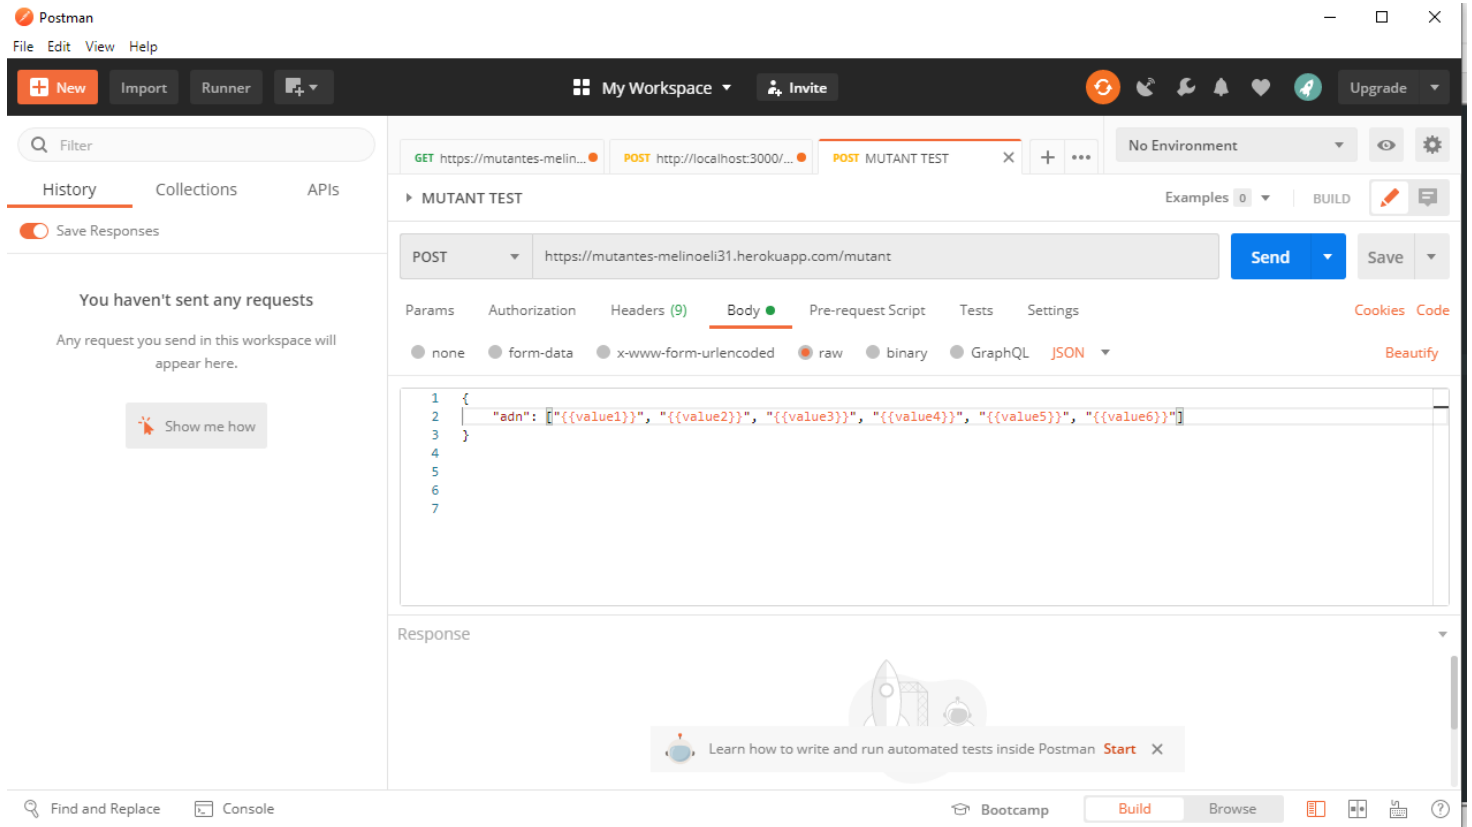 Postman
File Edit View Help
New Import Runner My Workspace Invite Upgrade
Filter
History Collections APIs
Save Responses
You haven't sent any requests
Any request you send in this workspace will
appear here.
Show me how
GET https://mutantes-melin... POST http://localhost:3000/... POST MUTANT TEST
No Environment
MUTANT TEST
Examples 0 BUILD
POST https://mutantes-melinoeli31.herokuapp.com/mutant Send Save
Params Authorization Headers (9) Body Pre-request Script Tests Settings Cookies Code
none form-data x-www-form-urlencoded raw binary GraphQL JSON Beautify
1 {
2 "adn": ["{{value1}}", "{{value2}}", "{{value3}}", "{{value4}}", "{{value5}}", "{{value6}}"]
3 }
4
5
6
7
Response
Learn how to write and run automated tests inside Postman Start
Find and Replace Console Bootcamp Build Browse ?